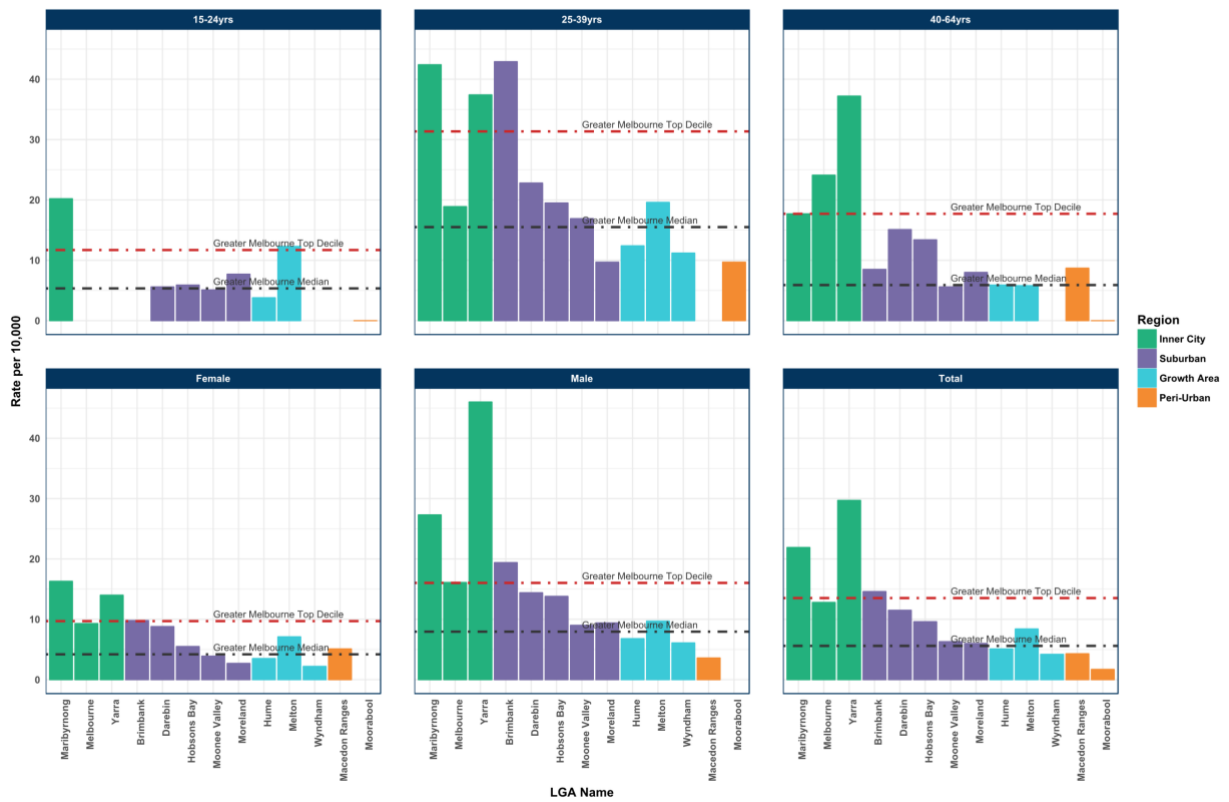 15-24yrs
25-39yrs
40-64yrs
40
30
20
10
0
Greater Melbourne Top Decile
Greater Melbourne Median
Greater Melbourne Top Decile
Greater Melbourne Median
Greater Melbourne Top Decile
Greater Melbourne Median
Rate per 10,000
Region
Inner City
Suburban
Growth Area
Peri-Urban
Female
Male
Total
40
30
20
10
0
Greater Melbourne Top Decile
Greater Melbourne Median
Greater Melbourne Top Decile
Greater Melbourne Median
Greater Melbourne Top Decile
Greater Melbourne Median
Maribyrnong
Melbourne
Yarra
Brimbank
Darebin
Hobsons Bay
Moonee Valley
Moreland
Hume
Melton
Wyndham
Macedon Ranges
Moorabool
Maribyrnong
Melbourne
Yarra
Brimbank
Darebin
Hobsons Bay
Moonee Valley
Moreland
Hume
Melton
Wyndham
Macedon Ranges
Moorabool
Maribyrnong
Melbourne
Yarra
Brimbank
Darebin
Hobsons Bay
Moonee Valley
Moreland
Hume
Melton
Wyndham
Macedon Ranges
Moorabool
LGA Name